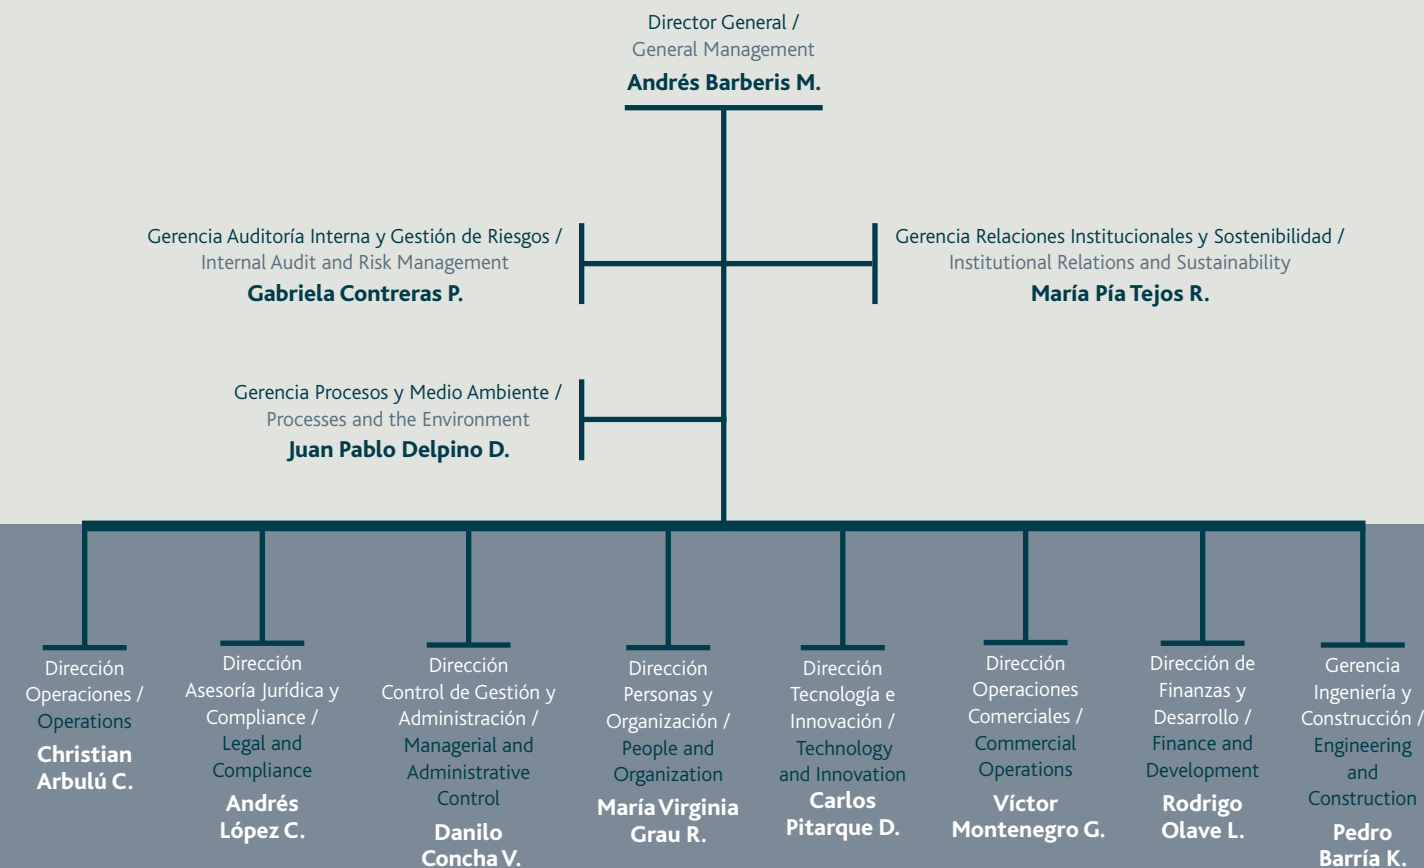 Director General /
General Management
Andrés Barberis M.
Gerencia Auditoría Interna y Gestión de Riesgos /
Internal Audit and Risk Management
Gabriela Contreras P.
Gerencia Relaciones Institucionales y Sostenibilidad /
Institutional Relations and Sustainability
María Pía Tejos R.
Gerencia Procesos y Medio Ambiente /
Processes and the Environment
Juan Pablo Delpino D.
Dirección
Operaciones /
Operations
Christian
Arbulú C.
Dirección
Asesoría Jurídica y
Compliance /
Legal and
Compliance
Andrés
López C.
Dirección
Control de Gestión y
Administración /
Managerial and
Administrative
Control
Danilo
Concha V.
Dirección
Personas y
Organización /
People and
Organization
María Virginia
Grau R.
Dirección
Tecnología e
Innovación /
Technology
and Innovation
Carlos
Pitarque D.
Dirección
Operaciones
Comerciales /
Commercial
Operations
Víctor
Montenegro G.
Dirección de
Finanzas y
Desarrollo /
Finance and
Development
Rodrigo
Olave L.
Gerencia
Ingeniería y
Construcción /
Engineering
and
Construction
Pedro
Barría K.